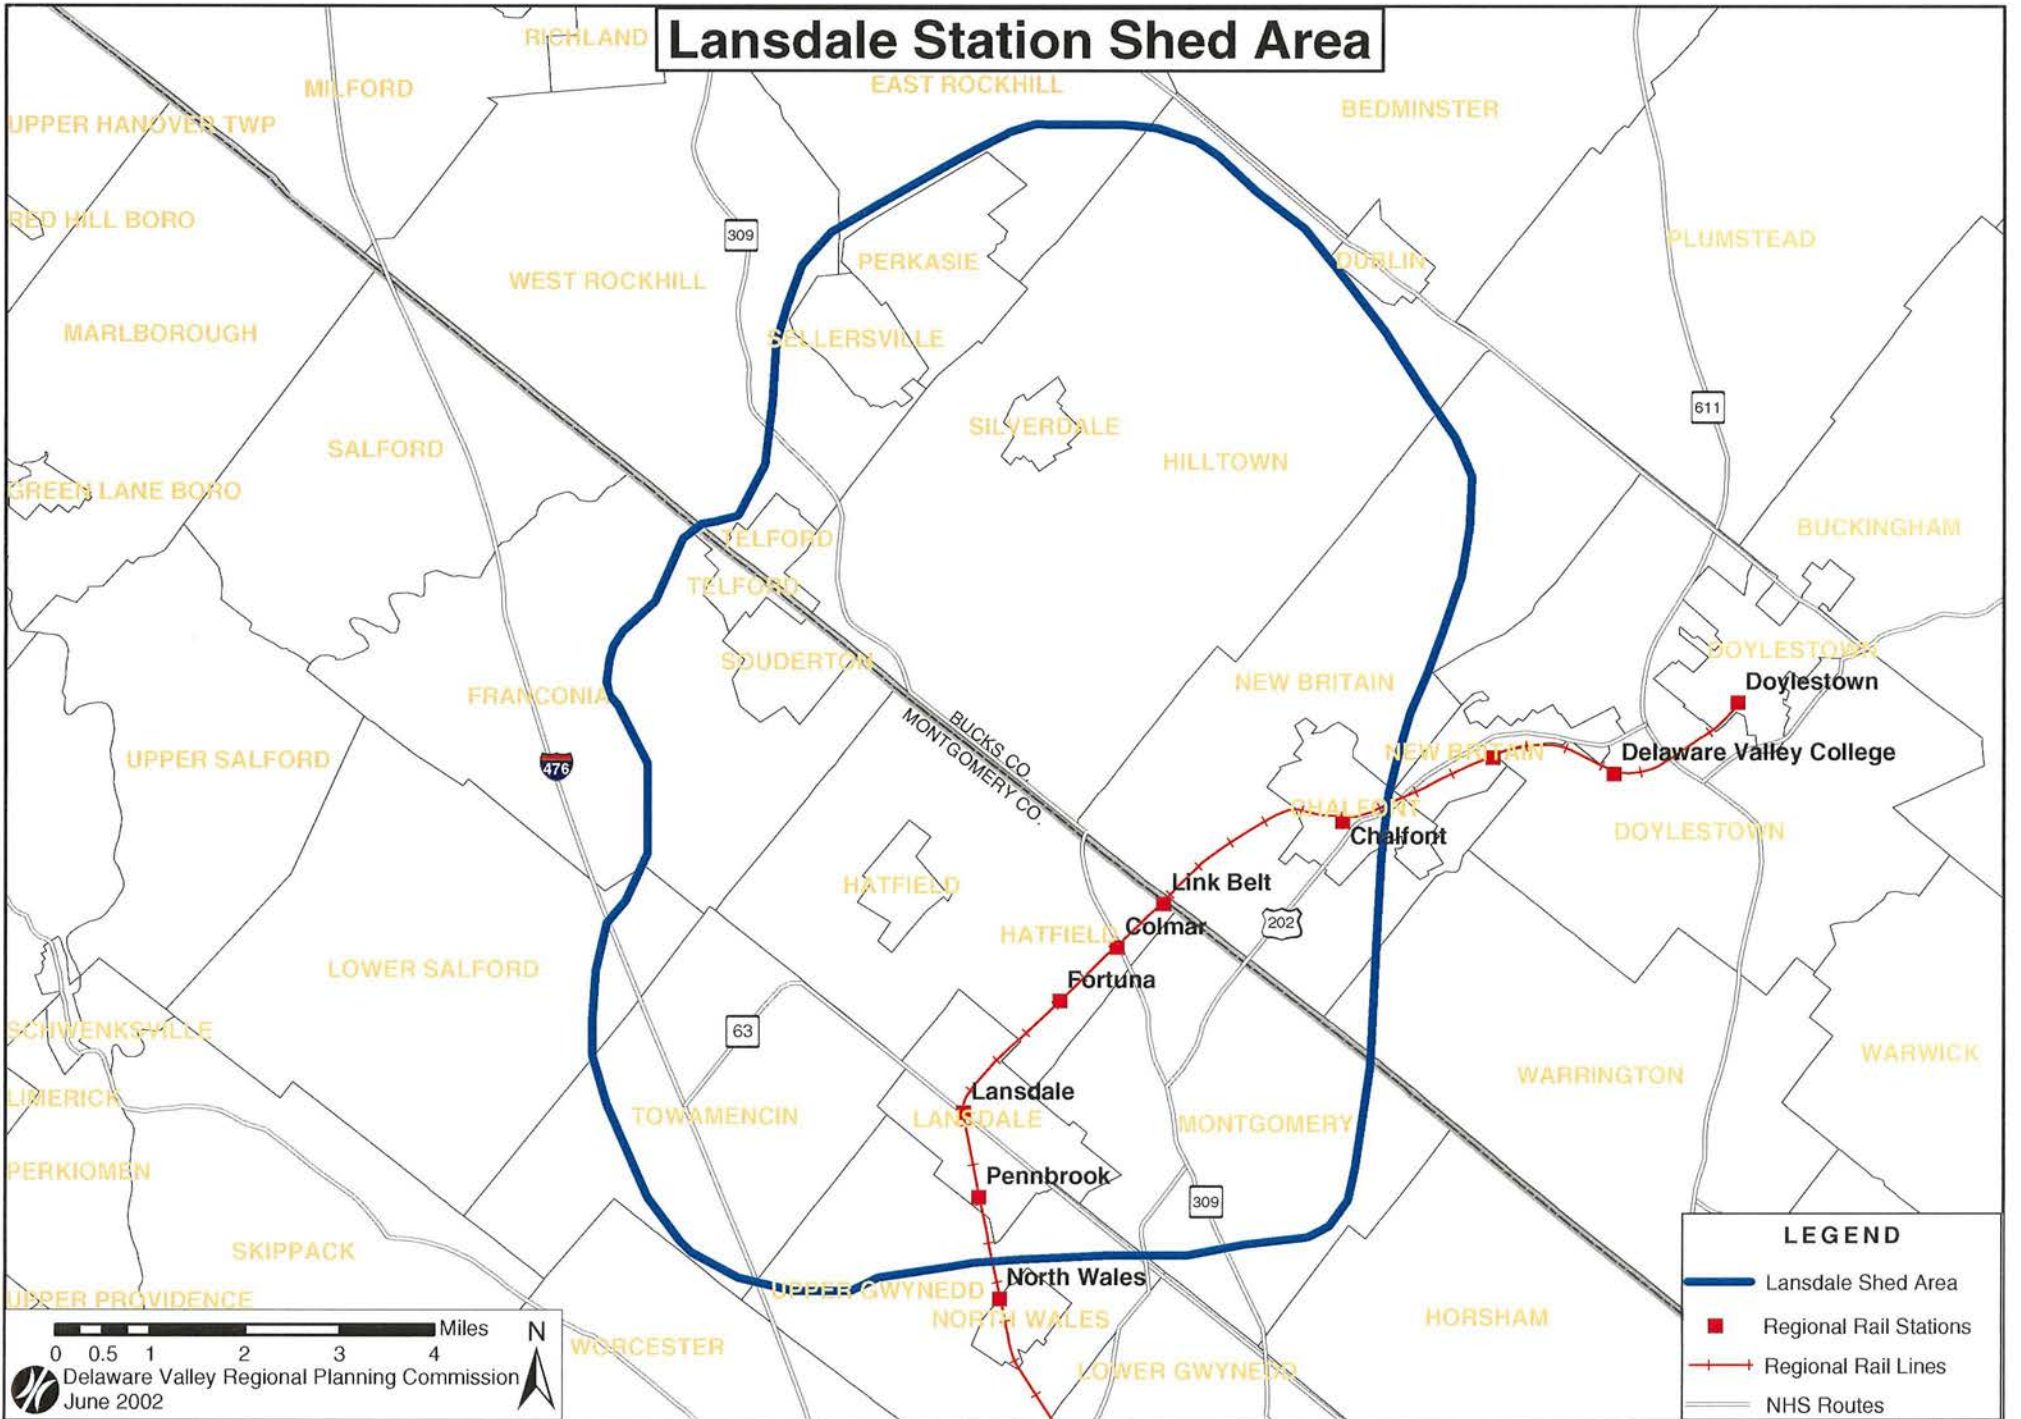 Lansdale Station Shed Area
RICHLAND
MILFORD
EAST ROCKHILL
BEDMINSTER
UPPER HANOVER TWP
RED HILL BORO
309
PLUMSTEAD
PERKASIE
DUBLIN
WEST ROCKHILL
MARLBOROUGH
SELLERSVILLE
611
SILVERDALE
SALFORD
HILLTOWN
GREEN LANE BORO
BUCKINGHAM
TELFORD
TELFORD
DOYLESTOWN
SOUDERTON
Doylestown
NEW BRITAIN
FRANCONIA
BUCKS CO.
MONTGOMERY CO.
NEW BRITAIN
Delaware Valley College
UPPER SALFORD
476
CHALFONT
Chalfont
DOYLESTOWN
Link Belt
HATFIELD
202
Colmar
HATFIELD
LOWER SALFORD
Fortuna
SCHWENKSVILLE
63
WARWICK
WARRINGTON
Lansdale
LIMERICK
TOWAMENCIN
LANSDALE
MONTGOMERY
PERKIOMEN
Pennbrook
309
SKIPPACK
North Wales
UPPER GWYNEDD
UPPER PROVIDENCE
NORTH WALES
HORSHAM
WORCESTER
LOWER GWYNEDD
LEGEND
Lansdale Shed Area
Regional Rail Stations
Regional Rail Lines
NHS Routes
Miles
N
0 0.5 1 2 3 4
Delaware Valley Regional Planning Commission
June 2002